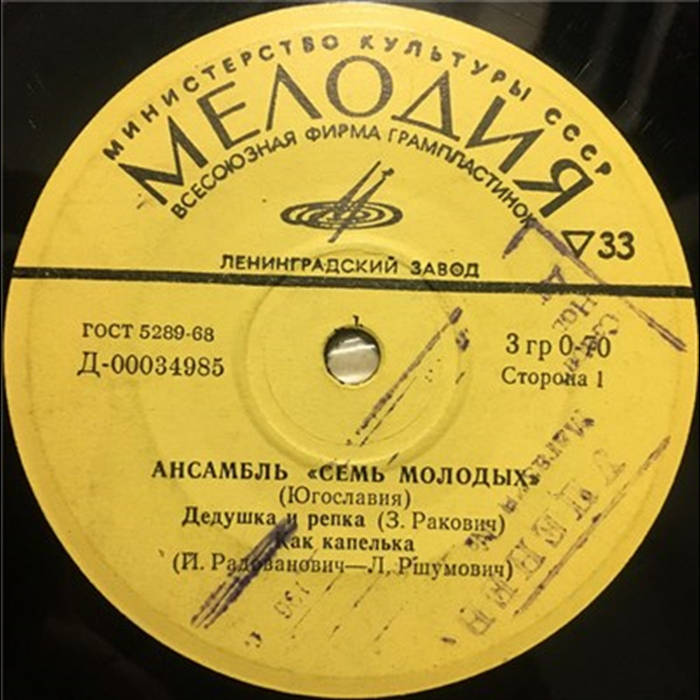 МИНИСТЕРСТВО КУЛЬТУРЫ СССР
МЕЛОДИЯ
ВСЕСОЮЗНАЯ ФИРМА ГРАМПЛАСТИНОК
▽33
ЛЕНИНГРАДСКИЙ ЗАВОД
ГОСТ 5289-68
Д-00034985
3 гр 0-70
Сторона 1
АНСАМБЛЬ «СЕМЬ МОЛОДЫХ»
(Югославия)
Дедушка и репка (З. Ракович)
Как капелька
(И. Радованович—Л. Ршумович)